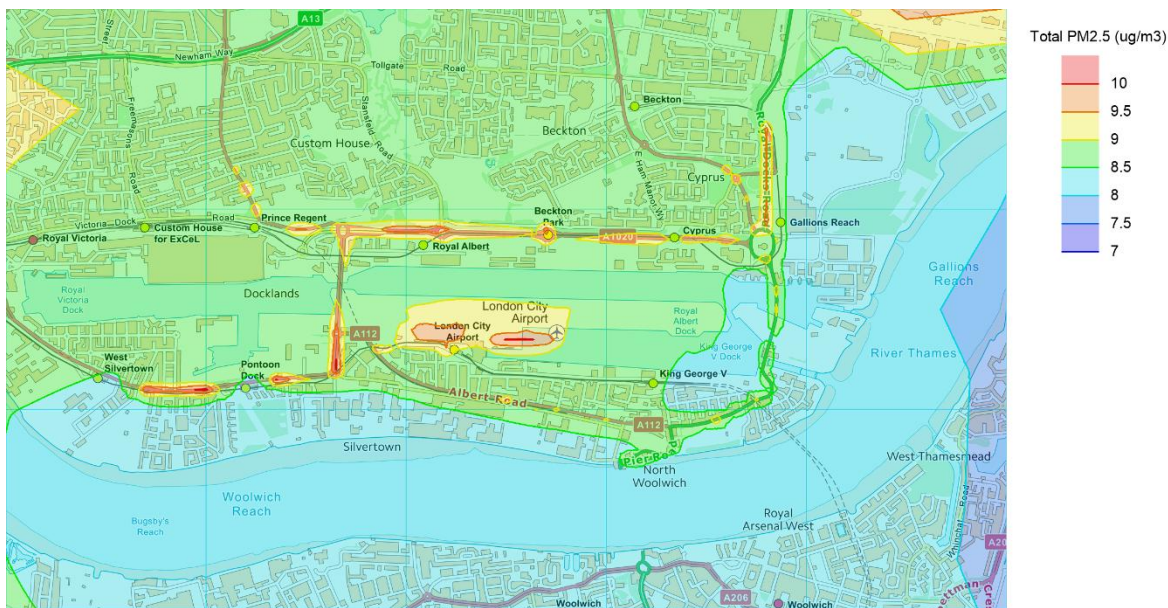 Total PM2.5 (ug/m3)
10
9.5
9
8.5
8
7.5
7
A13
Newham Way
Street
Tollgate
Road
Freemasons
Road
Stansfeld Road
Custom House
Beckton
Beckton
Royal Docks Road
E Ham Manor Way
Cyprus
Victoria Dock
Road
Prince Regent
Royal Victoria
Custom House
for ExCeL
Beckton
Park
Royal Albert
A1020
Cyprus
Gallions Reach
Gallions
Reach
Royal
Victoria
Dock
Docklands
London City
Airport
London City
Airport
Royal
Albert
Dock
A112
King George
V Dock
River Thames
West
Silvertown
Pontoon
Dock
King George V
Albert Road
A112
Silvertown
Pier Road
North
Woolwich
West Thamesmead
Woolwich
Reach
Bugsby's
Reach
Royal
Arsenal West
Whinchat Road
A20
A206
Woolwich
Woolwich